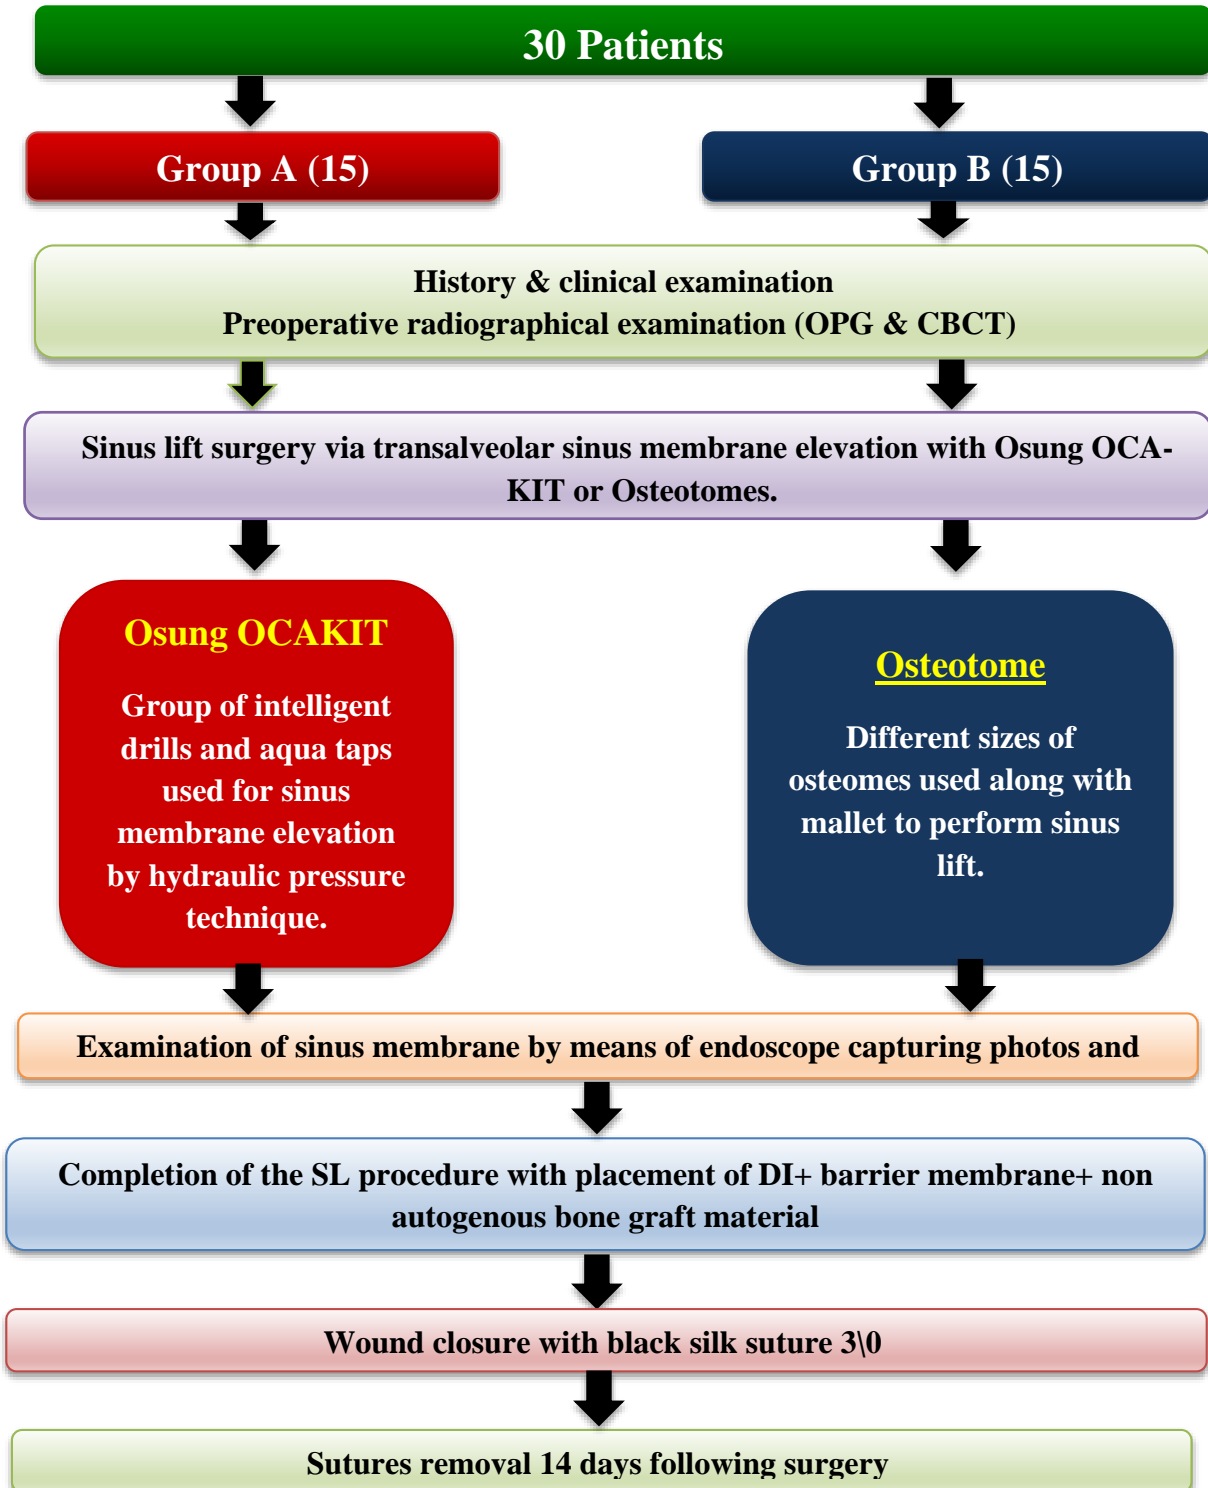 30 Patients
Group A (15)
Group B (15)
History & clinical examination
Preoperative radiographical examination (OPG & CBCT)
Sinus lift surgery via transalveolar sinus membrane elevation with Osung OCA-
KIT or Osteotomes.
Osung OCAKIT
Group of intelligent
drills and aqua taps
used for sinus
membrane elevation
by hydraulic pressure
technique.
Osteotome
Different sizes of
osteomes used along with
mallet to perform sinus
lift.
Examination of sinus membrane by means of endoscope capturing photos and
Completion of the SL procedure with placement of DI+ barrier membrane+ non
autogenous bone graft material
Wound closure with black silk suture 3\0
Sutures removal 14 days following surgery